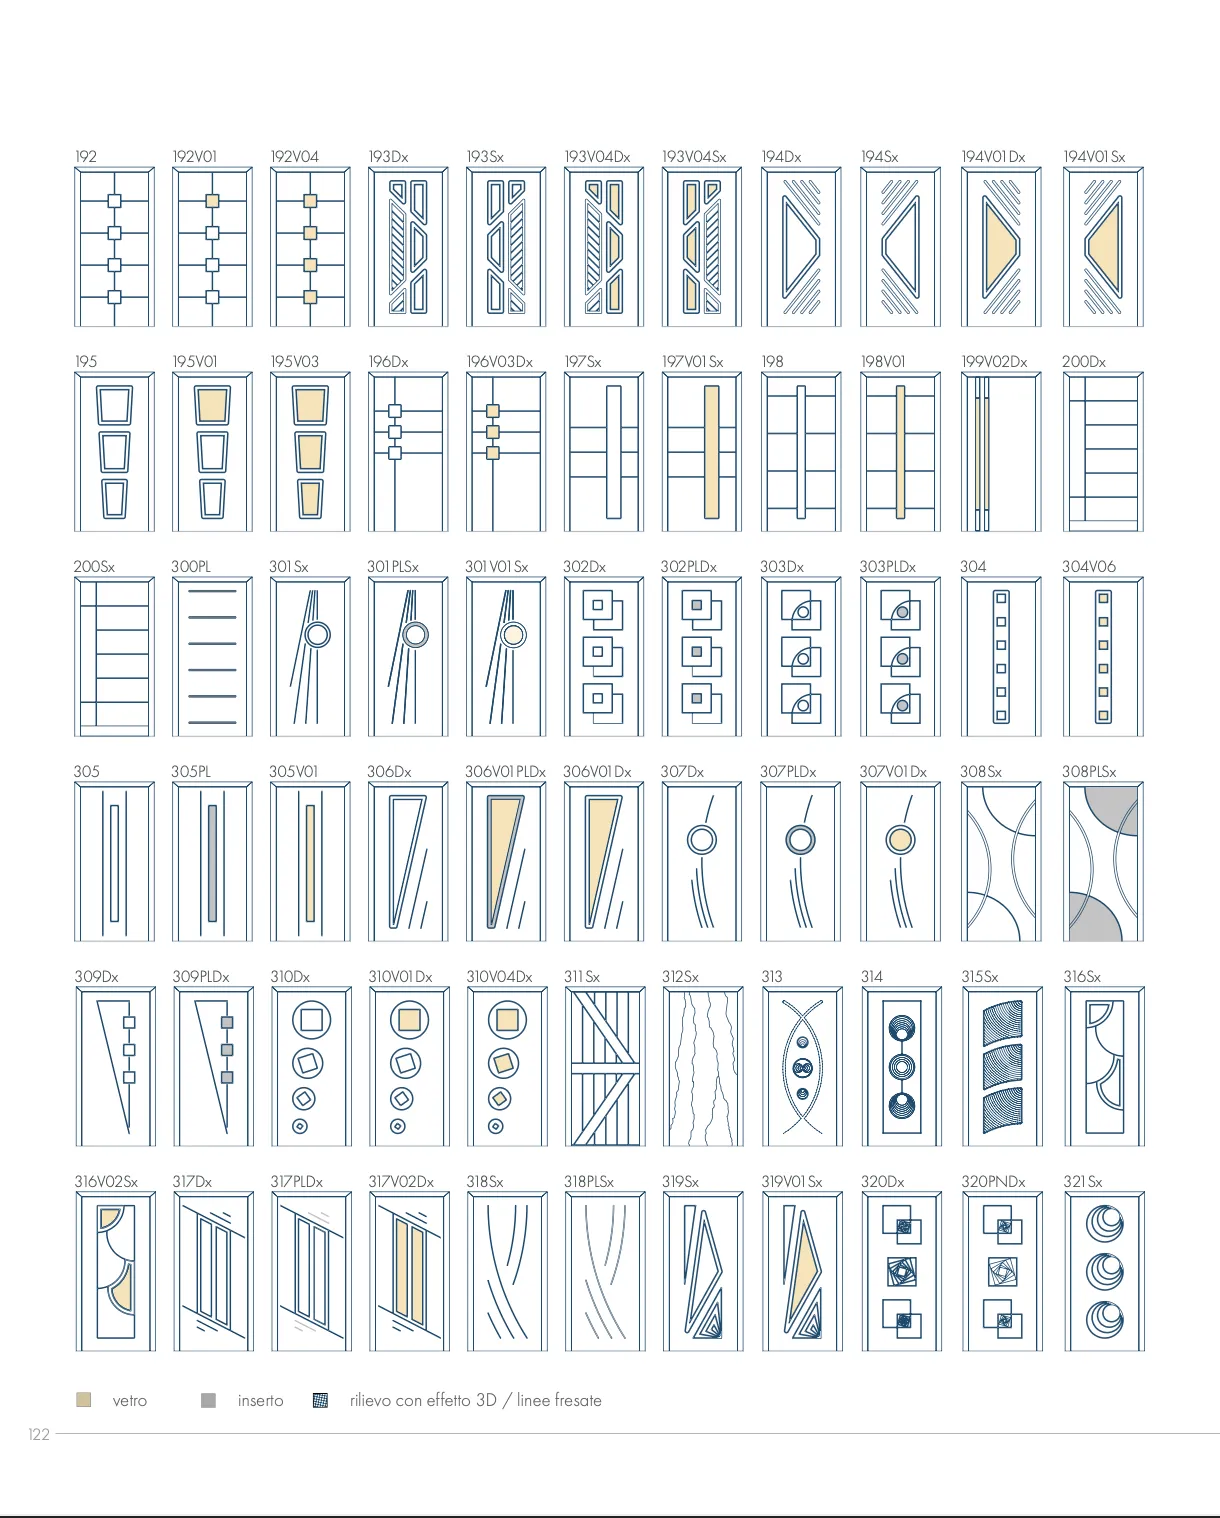 192 192V01 192V04 193Dx 193Sx 193V04Dx 193V04Sx 194Dx 194Sx 194V01Dx 194V01Sx
195 195V01 195V03 196Dx 196V03Dx 197Sx 197V01Sx 198 198V01 199V02Dx 200Dx
200Sx 300PL 301Sx 301PLSx 301V01Sx 302Dx 302PLDx 303Dx 303PLDx 304 304V06
305 305PL 305V01 306Dx 306V01PLDx 306V01Dx 307Dx 307PLDx 307V01Dx 308Sx 308PLSx
309Dx 309PLDx 310Dx 310V01Dx 310V04Dx 311Sx 312Sx 313 314 315Sx 316Sx
316V02Sx 317Dx 317PLDx 317V02Dx 318Sx 318PLSx 319Sx 319V01Sx 320Dx 320PNDx 321Sx
vetro inserto rilievo con effetto 3D / linee fresate
122